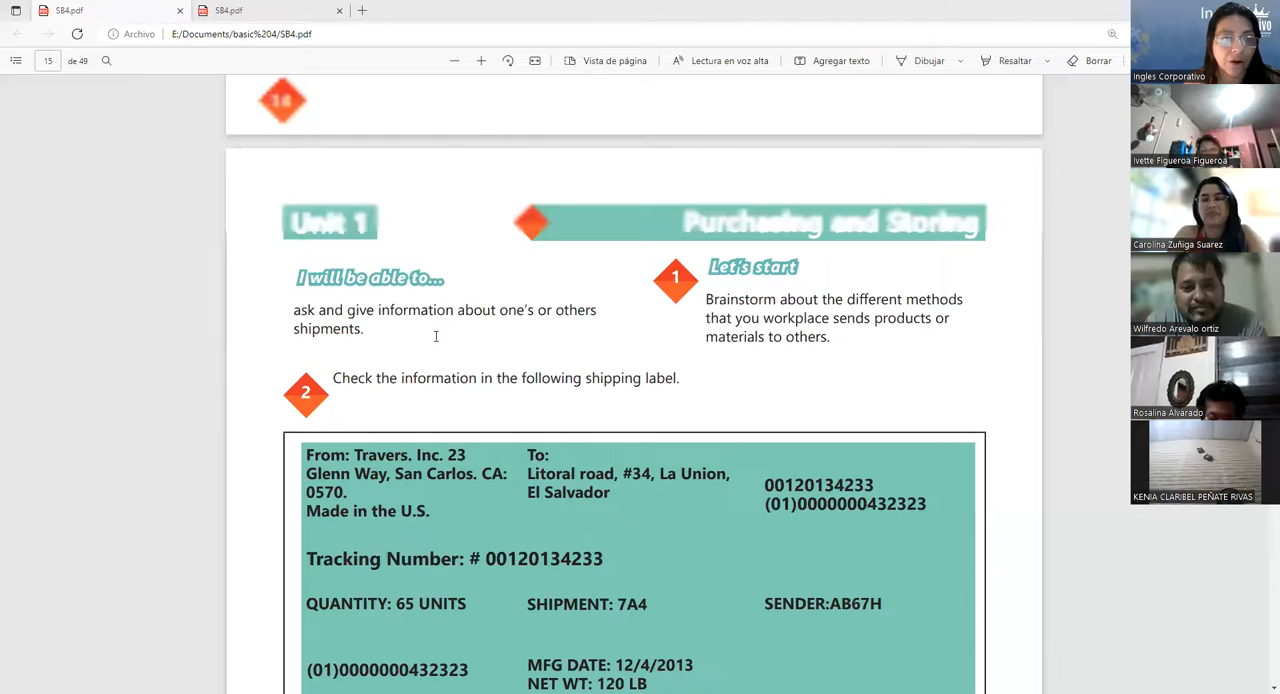 SB4.pdf
SB4.pdf
Archivo
E:/Documents/basic%204/SB4.pdf
15
de 49
Vista de página
Lectura en voz alta
Agregar texto
Dibujar
Resaltar
Borrar
14
Unit 1
Purchasing and Storing
I will be able to...
ask and give information about one's or others
shipments.
1
Let's start
Brainstorm about the different methods
that you workplace sends products or
materials to others.
2
Check the information in the following shipping label.
From: Travers. Inc. 23
Glenn Way, San Carlos. CA:
0570.
Made in the U.S.
To:
Litoral road, #34, La Union,
El Salvador
00120134233
(01)0000000432323
Tracking Number: # 00120134233
QUANTITY: 65 UNITS
SHIPMENT: 7A4
SENDER:AB67H
(01)0000000432323
MFG DATE: 12/4/2013
NET WT: 120 LB
Ingles Corporativo
Ivette Figueroa Figueroa
Carolina Zuñiga Suarez
Wilfredo Arevalo ortiz
Rosalina Alvarado
KENIA CLARIBEL PEÑATE RIVAS